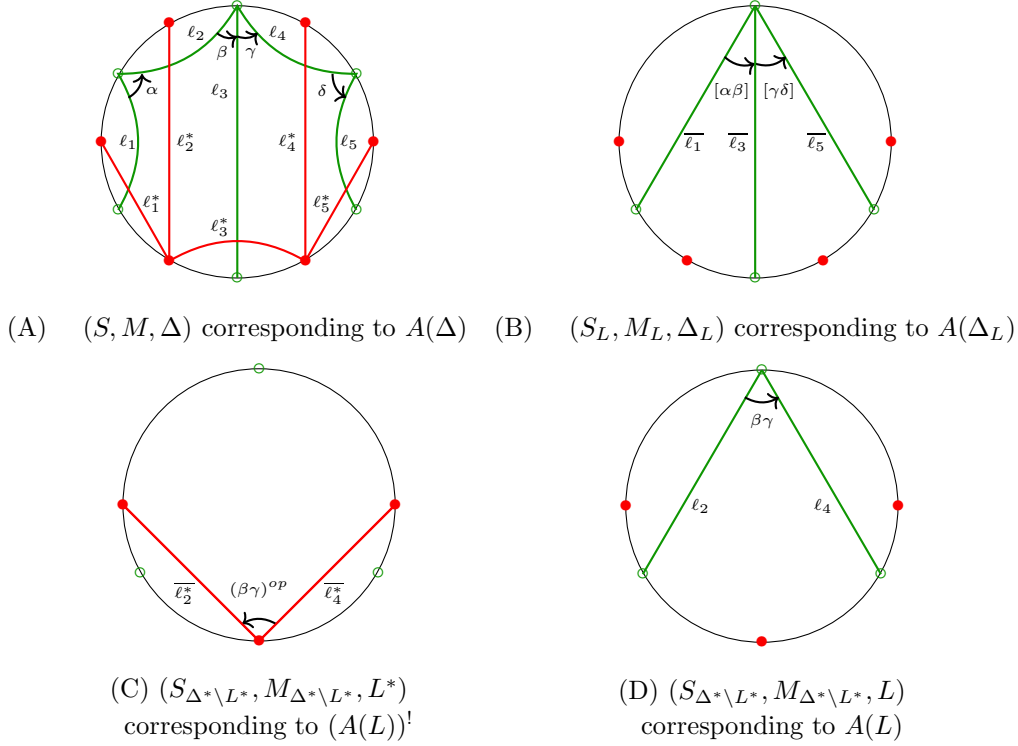 ℓ₂ ℓ₄
β γ
α ℓ₃ δ
ℓ₁ ℓ₂* ℓ₄* ℓ₅
ℓ₁* ℓ₃* ℓ₅*
[αβ] [γδ]
ℓ₁‾ ℓ₃‾ ℓ₅‾
(A) (S, M, Δ) corresponding to A(Δ)
(B) (S_L, M_L, Δ_L) corresponding to A(Δ_L)
ℓ₂*‾ (βγ)^{op} ℓ₄*‾
βγ
ℓ₂ ℓ₄
(C) (S_{Δ*∖L*}, M_{Δ*∖L*}, L*)
corresponding to (A(L))^!
(D) (S_{Δ*∖L*}, M_{Δ*∖L*}, L)
corresponding to A(L)